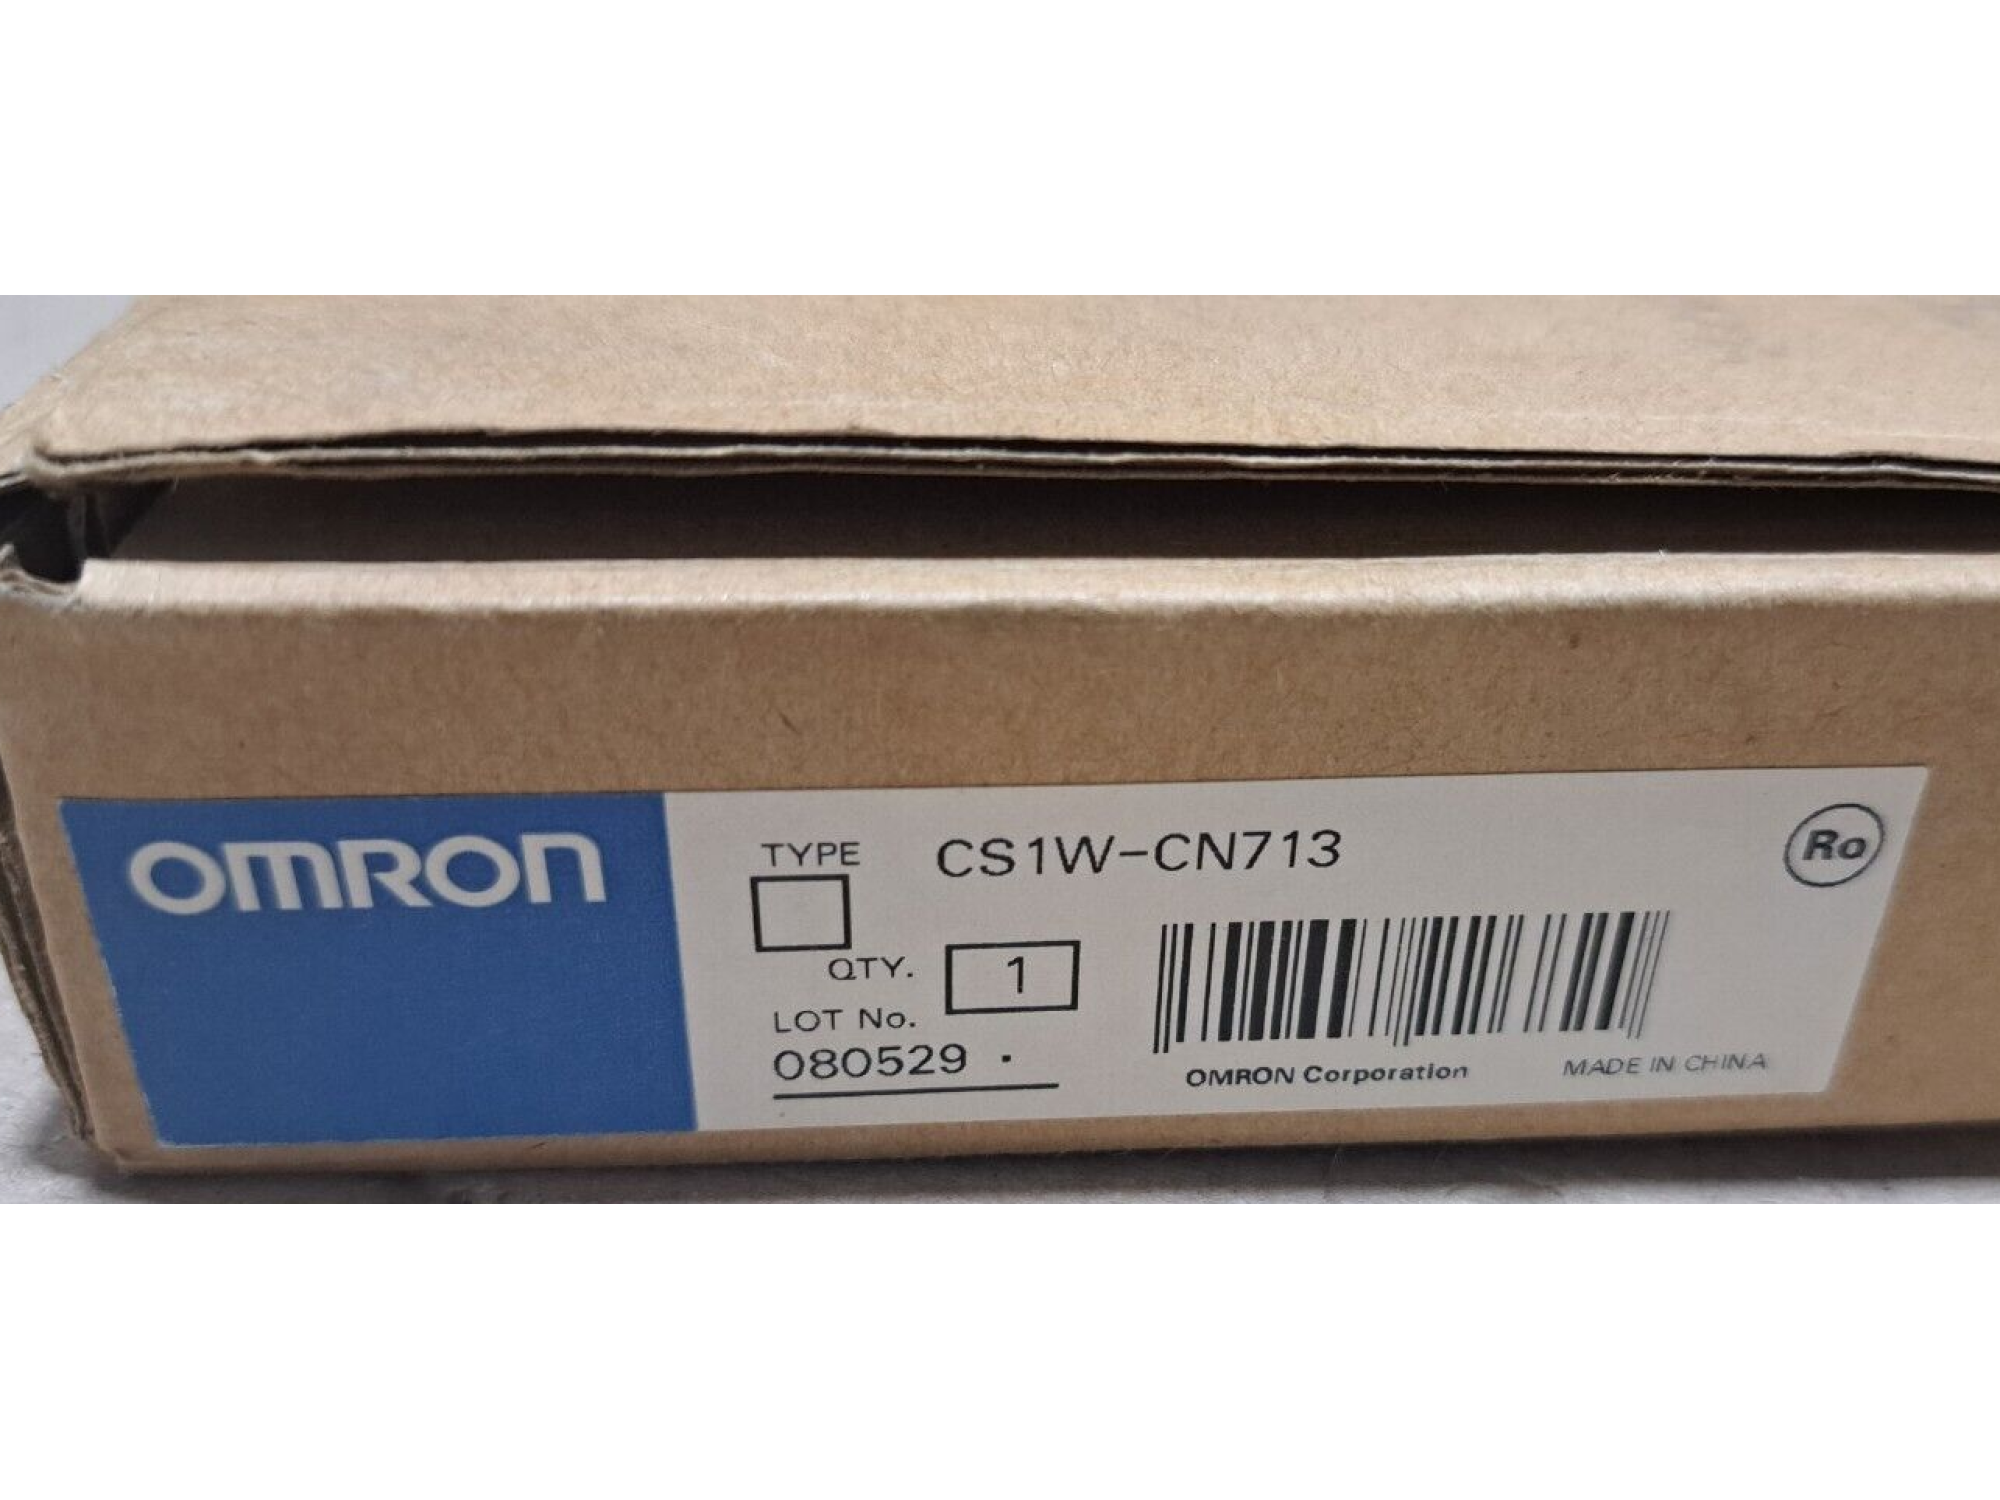 OMRON
TYPE CS1W-CN713
Ro
QTY. 1
LOT No.
080529 .
OMRON Corporation MADE IN CHINA